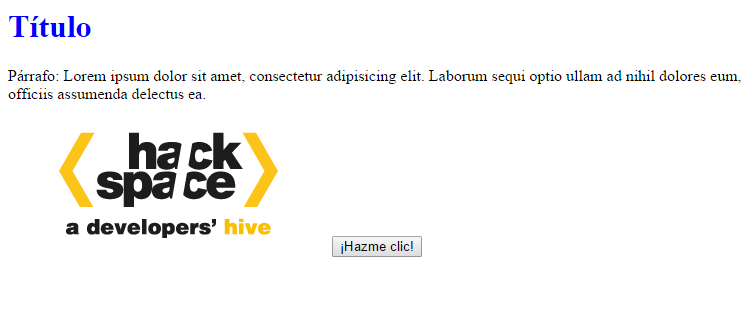 Título
Párrafo: Lorem ipsum dolor sit amet, consectetur adipisicing elit. Laborum sequi optio ullam ad nihil dolores eum,
officiis assumenda delectus ea.
hack
space
a developers’ hive
¡Hazme clic!